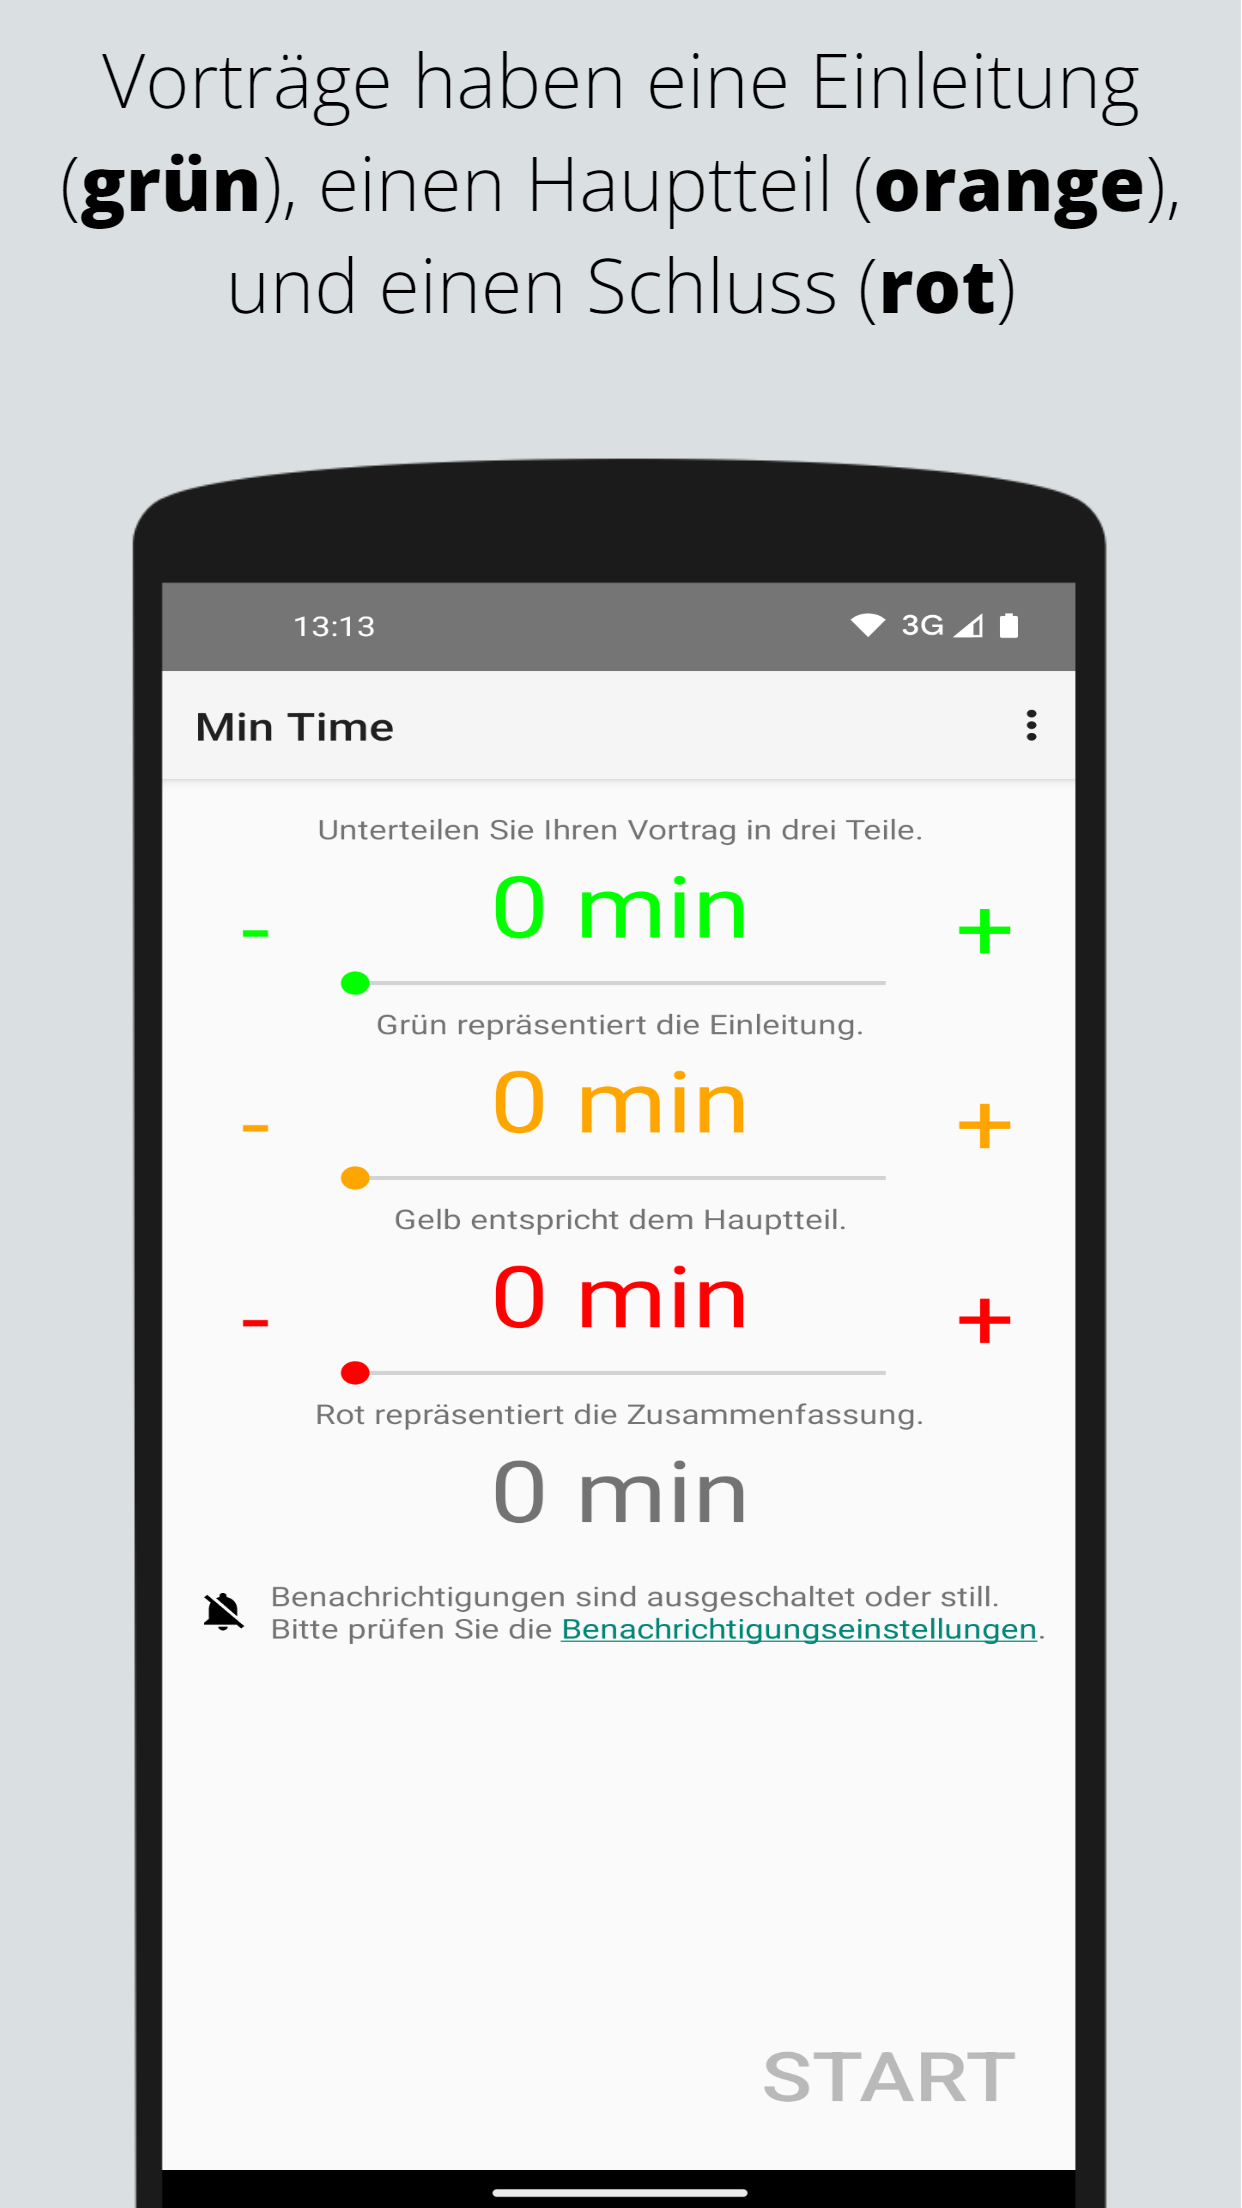 Vorträge haben eine Einleitung
(grün), einen Hauptteil (orange),
und einen Schluss (rot)
13:13
3G
Min Time
Unterteilen Sie Ihren Vortrag in drei Teile.
- 0 min +
Grün repräsentiert die Einleitung.
- 0 min +
Gelb entspricht dem Hauptteil.
- 0 min +
Rot repräsentiert die Zusammenfassung.
0 min
Benachrichtigungen sind ausgeschaltet oder still.
Bitte prüfen Sie die Benachrichtigungseinstellungen.
START